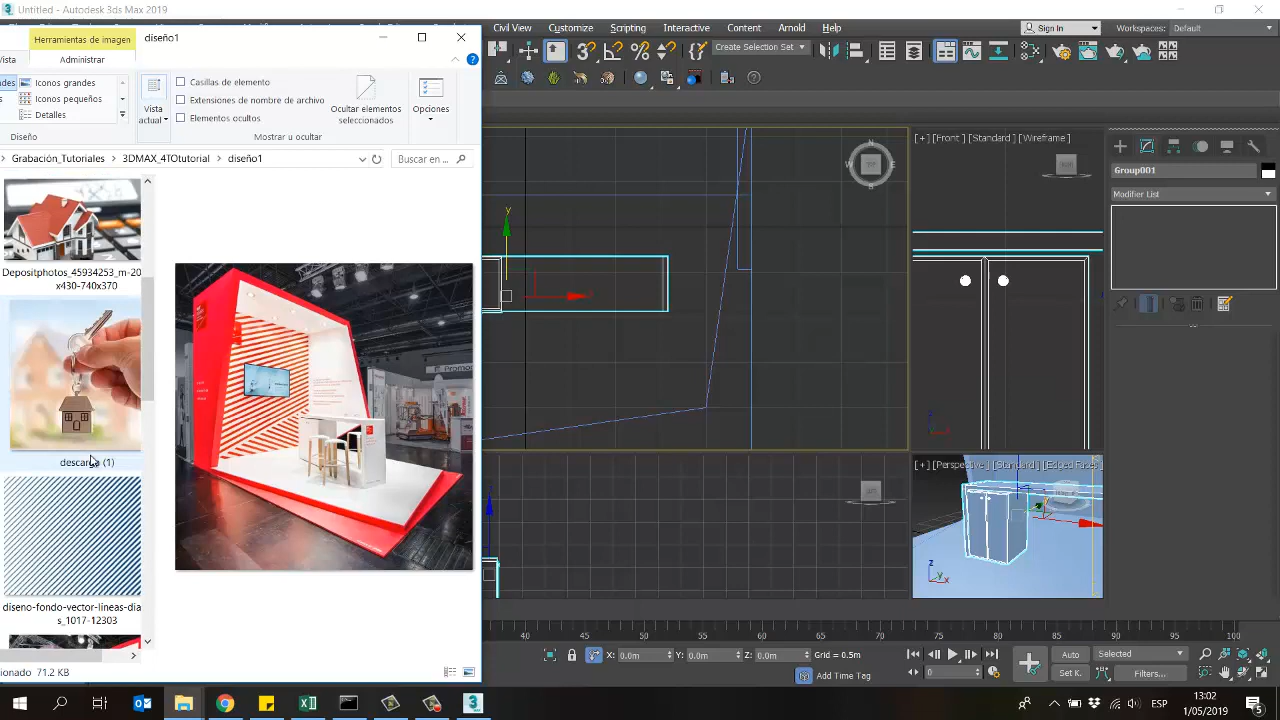 Untitled - Autodesk 3ds Max 2019
Herramientas de imagen
diseño1
Vista
Administrar
Civil View
Customize
Scripting
Interactive
Content
Sign In
Workspaces:
Default
Create Selection Set
Iconos grandes
Iconos pequeños
Detalles
Diseño
Vista
actual
Casillas de elemento
Extensiones de nombre de archivo
Elementos ocultos
Ocultar elementos
seleccionados
Opciones
Mostrar u ocultar
Grabación_Tutoriales
3DMAX_4TOtutorial
diseño1
Buscar en ...
[+] [Front] [Standard] [Wireframe]
Group001
Modifier List
Depositphotos_45934253_m-20
x430-740x370
descarga (1)
diseno-fondo-vector-lineas-dia
s_1017-12303
[+] [Perspective] [Standard] [Edged Faces]
40 45 50 55 60 65 70 75 80 85 90 95 100
X: 0.0m
Y: 0.0m
Z: 0.0m
Grid = 0.5m
Add Time Tag
0
Auto
Selected
Set K.
Filters...
71.2 KB
ESP
13:02